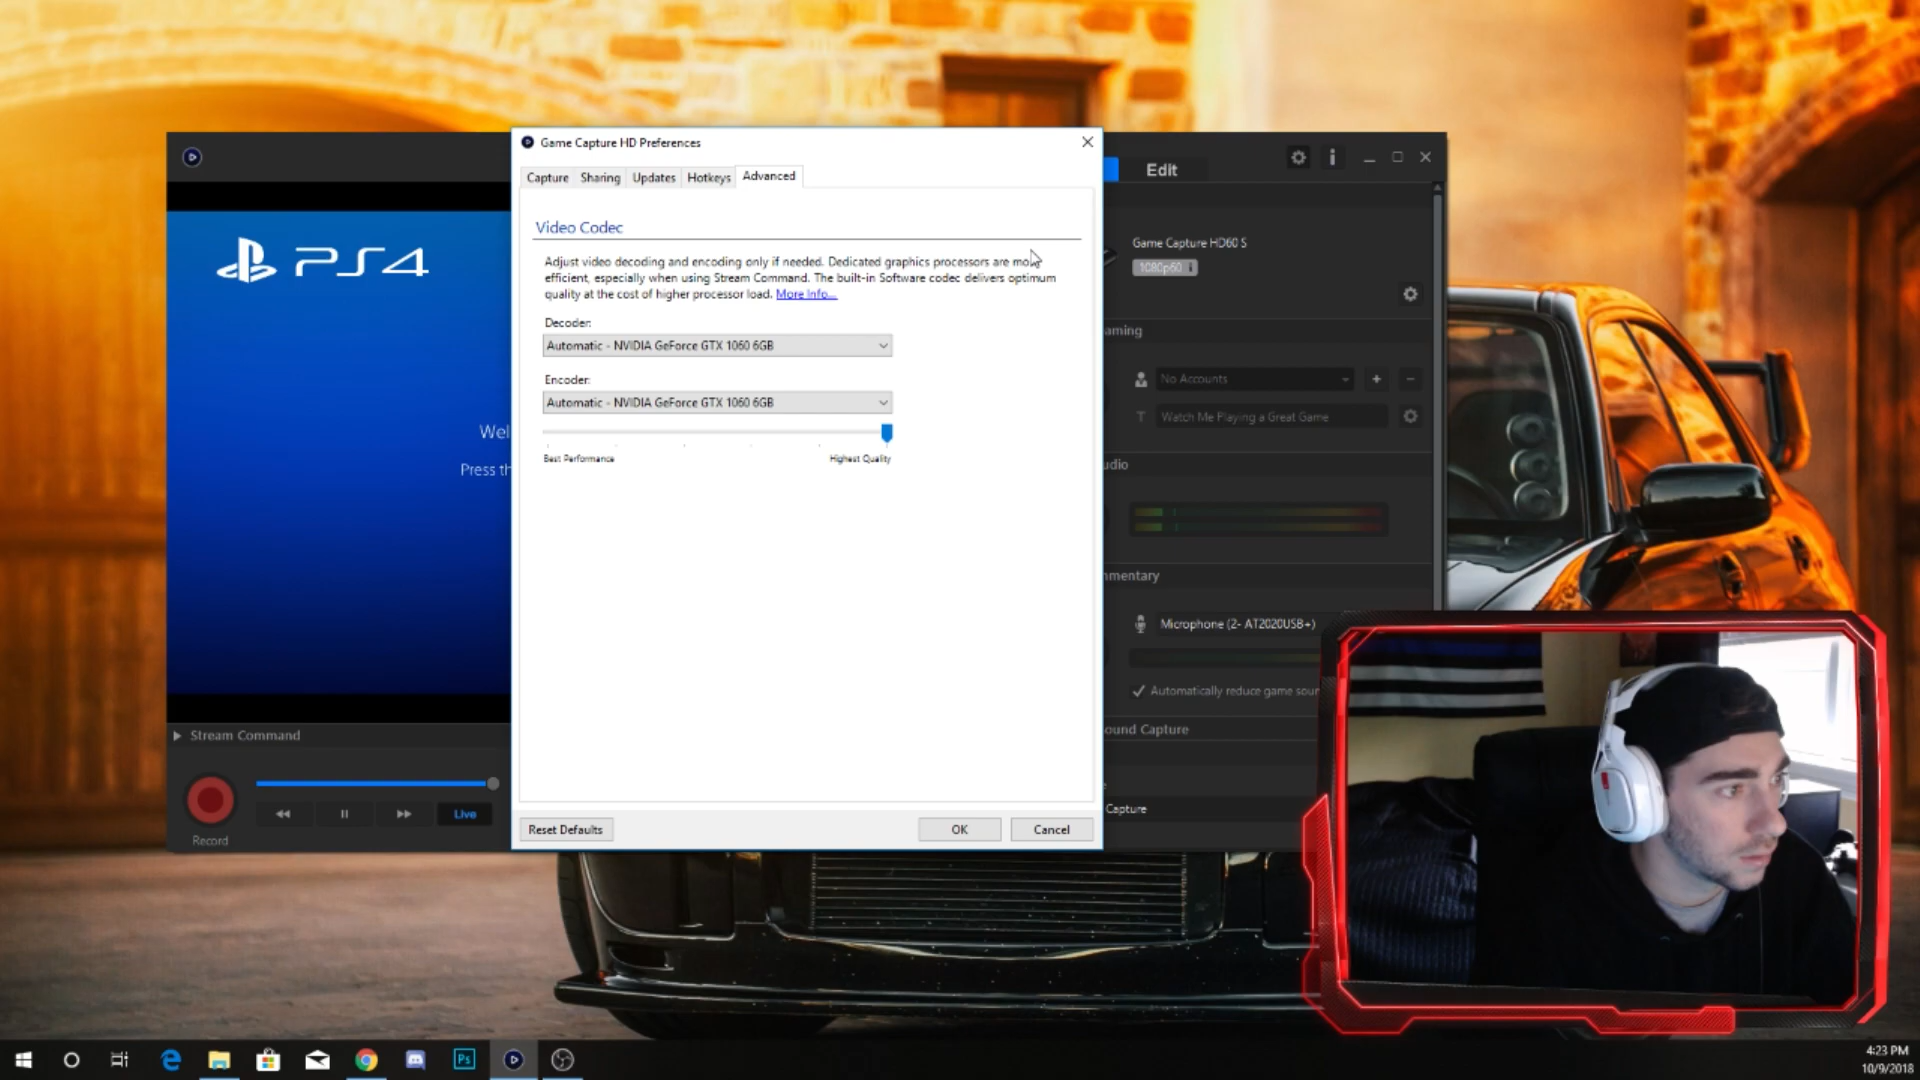 Game Capture HD Preferences
Capture
Sharing
Updates
Hotkeys
Advanced
Edit
Video Codec
Adjust video decoding and encoding only if needed. Dedicated graphics processors are more
efficient, especially when using Stream Command. The built-in Software codec delivers optimum
quality at the cost of higher processor load. More Info...
Decoder:
Automatic - NVIDIA GeForce GTX 1060 6GB
Encoder:
Automatic - NVIDIA GeForce GTX 1060 6GB
Best Performance
Highest Quality
Reset Defaults
OK
Cancel
PS4
Wel
Press th
Stream Command
Live
Record
Game Capture HD60 S
1080p60
aming
No Accounts
Watch Me Playing a Great Game
udio
mmentary
Microphone (2- AT2020USB+)
Automatically reduce game soun
ound Capture
Capture
Ps
4:23 PM
10/9/2018